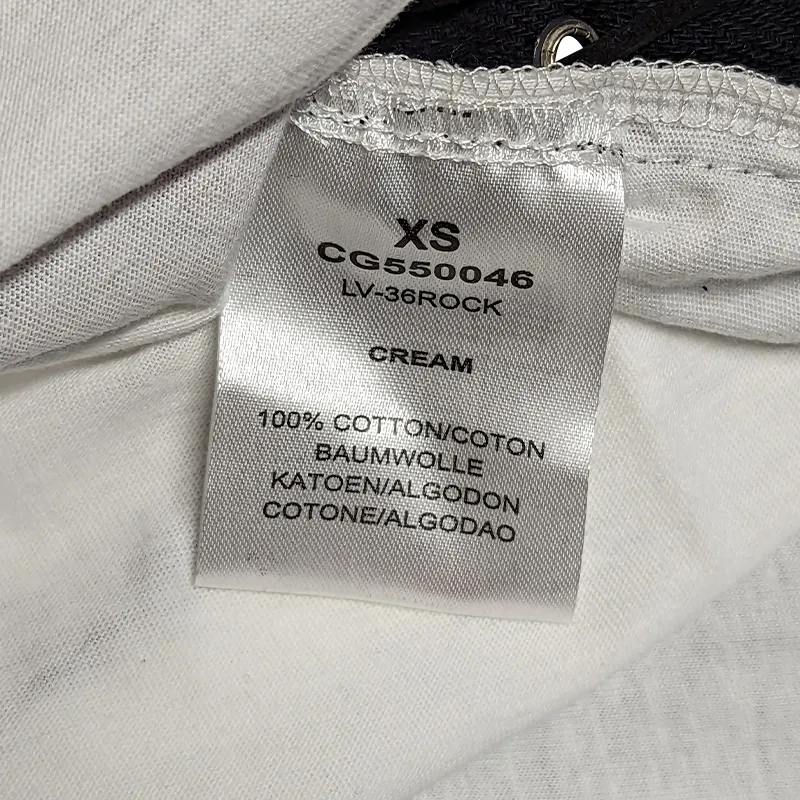 XS
CG550046
LV-36ROCK
CREAM
100% COTTON/COTON
BAUMWOLLE
KATOEN/ALGODON
COTONE/ALGODAO